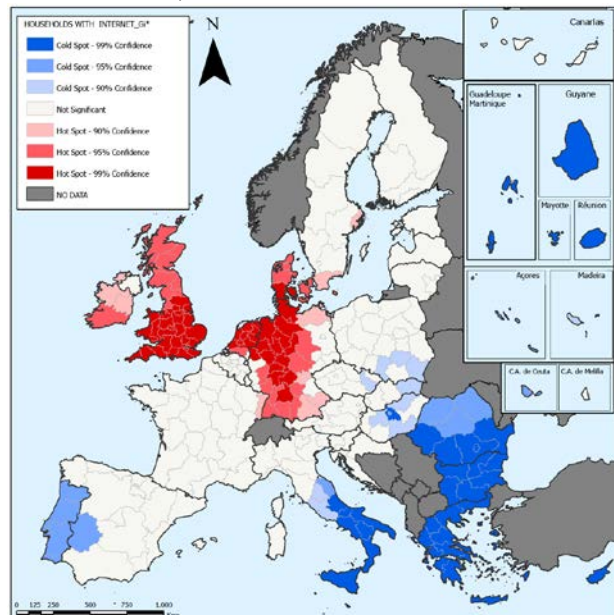 HOUSEHOLDS WITH INTERNET_Gi*
Cold Spot - 99% Confidence
Cold Spot - 95% Confidence
Cold Spot - 90% Confidence
Not Significant
Hot Spot - 90% Confidence
Hot Spot - 95% Confidence
Hot Spot - 99% Confidence
NO DATA
N
Canarias
Guadeloupe
Martinique
Guyane
Mayotte
Réunion
Açores
Madeira
C.A. de Ceuta
C.A. de Melilla
0 125 250 500 750 1.000